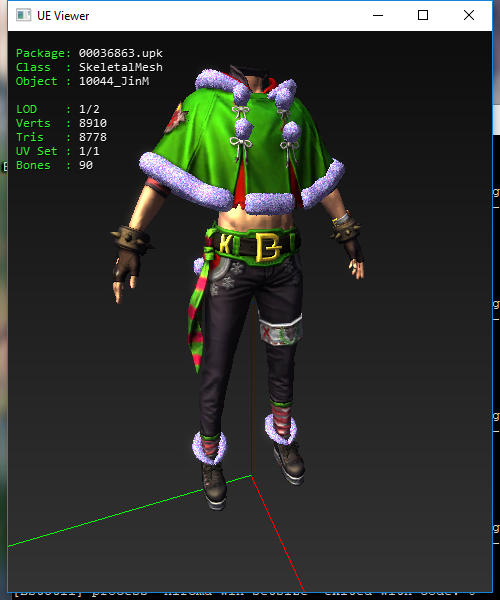 UE Viewer
Package: 00036863.upk
Class : SkeletalMesh
Object : 10044_JinM
LOD : 1/2
Verts : 8910
Tris : 8778
UV Set : 1/1
Bones : 90
K B